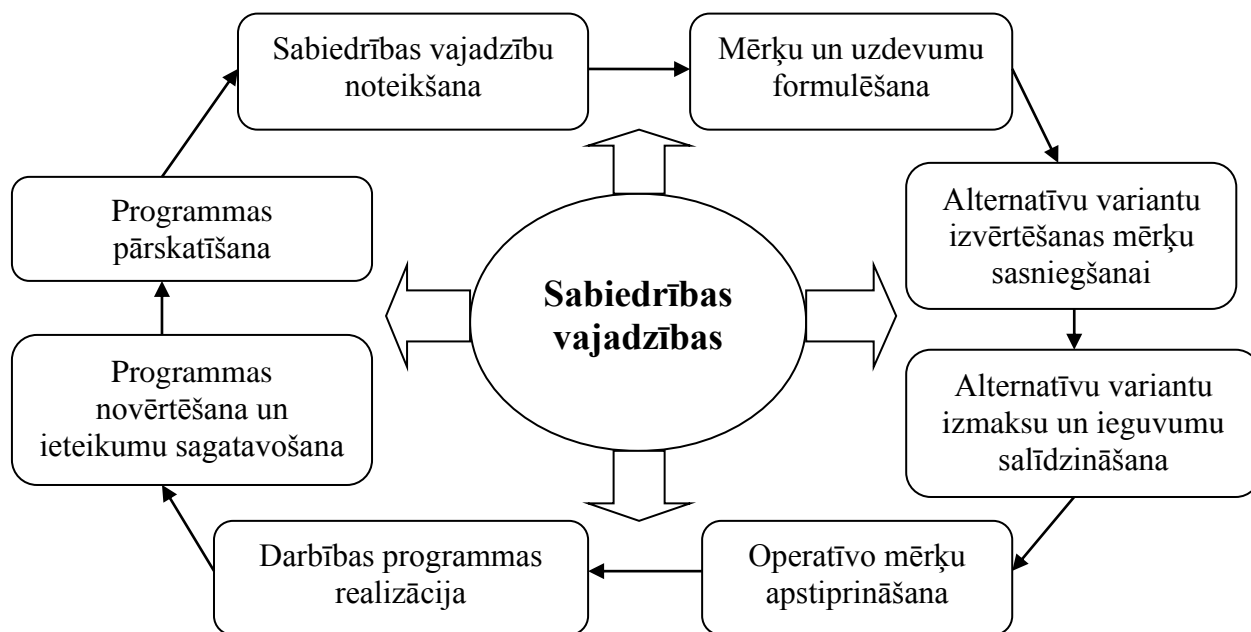 Sabiedrības vajadzību
noteikšana
Mērķu un uzdevumu
formulēšana
Alternatīvu variantu
izvērtēšanas mērķu
sasniegšanai
Alternatīvu variantu
izmaksu un ieguvumu
salīdzināšana
Operatīvo mērķu
apstiprināšana
Darbības programmas
realizācija
Programmas
novērtēšana un
ieteikumu sagatavošana
Programmas
pārskatīšana
Sabiedrības
vajadzības